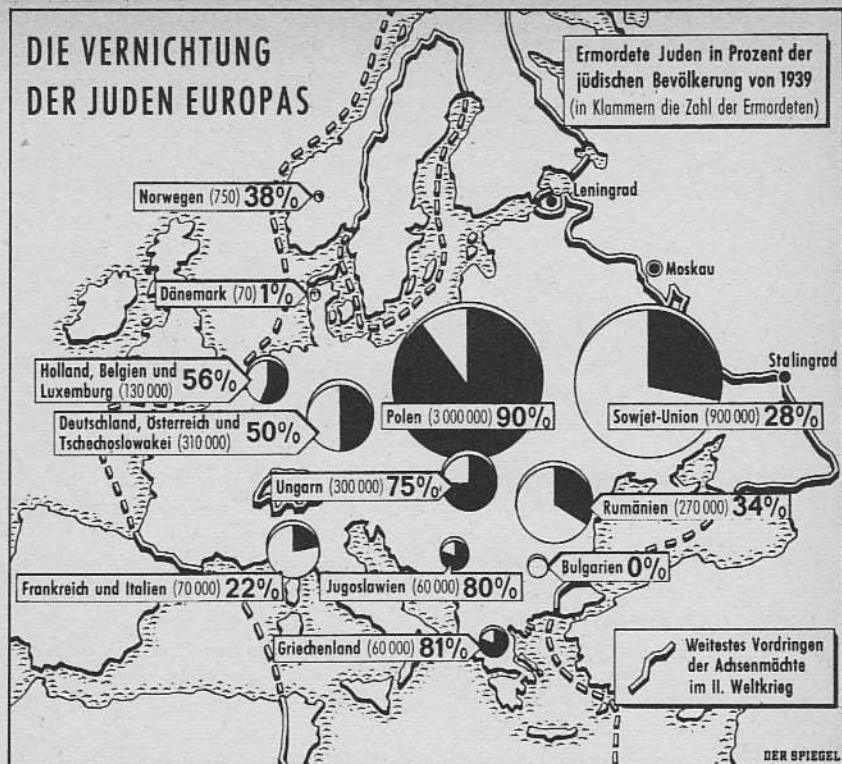 DIE VERNICHTUNG
DER JUDEN EUROPAS
Ermordete Juden in Prozent der
jüdischen Bevölkerung von 1939
(in Klammern die Zahl der Ermordeten)
Leningrad
Norwegen (750) 38%
Moskau
Dänemark (70) 1%
Stalingrad
Holland, Belgien und
Luxemburg (130 000) 56%
Deutschland, Österreich und
Tschechoslowakei (310 000) 50%
Polen (3 000 000) 90%
Sowjet-Union (900 000) 28%
Ungarn (300 000) 75%
Rumänien (270 000) 34%
Bulgarien 0%
Frankreich und Italien (70 000) 22%
Jugoslawien (60 000) 80%
Griechenland (60 000) 81%
Weitestes Vordringen
der Achsenmächte
im II. Weltkrieg
DER SPIEGEL